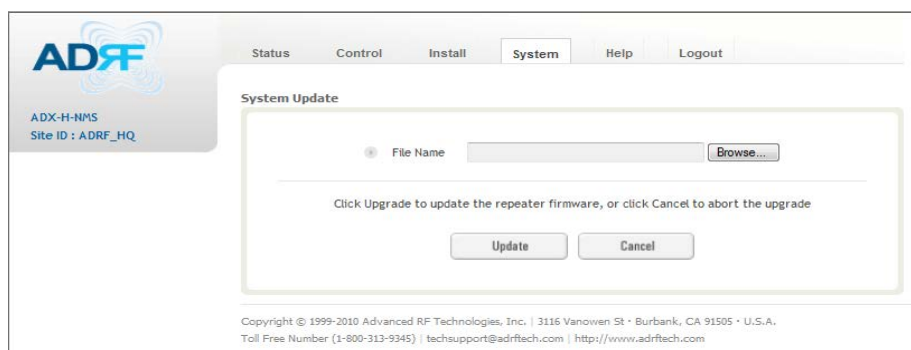 ADRF
Status Control Install System Help Logout
ADX-H-NMS
Site ID : ADRF_HQ
System Update
File Name Browse...
Click Upgrade to update the repeater firmware, or click Cancel to abort the upgrade
Update Cancel
Copyright © 1999-2010 Advanced RF Technologies, Inc. | 3116 Vanowen St · Burbank, CA 91505 · U.S.A.
Toll Free Number (1-800-313-9345) | techsupport@adrftech.com | http://www.adrftech.com